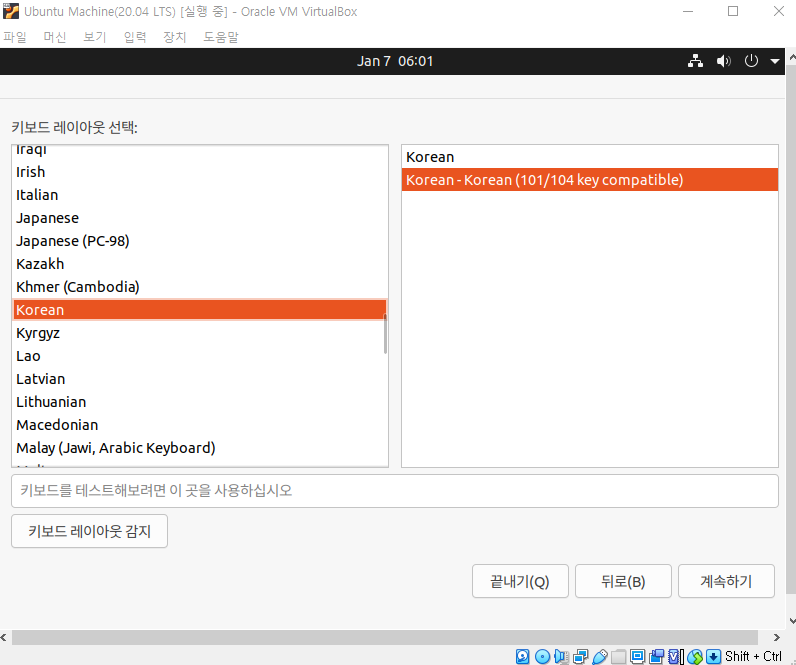 Ubuntu Machine(20.04 LTS) [실행 중] - Oracle VM VirtualBox
파일 머신 보기 입력 장치 도움말
Jan 7 06:01
키보드 레이아웃 선택:
Iraqi
Irish
Italian
Japanese
Japanese (PC-98)
Kazakh
Khmer (Cambodia)
Korean
Kyrgyz
Lao
Latvian
Lithuanian
Macedonian
Malay (Jawi, Arabic Keyboard)
Korean
Korean - Korean (101/104 key compatible)
키보드를 테스트해보려면 이 곳을 사용하십시오
키보드 레이아웃 감지
끝내기(Q) 뒤로(B) 계속하기
Shift + Ctrl